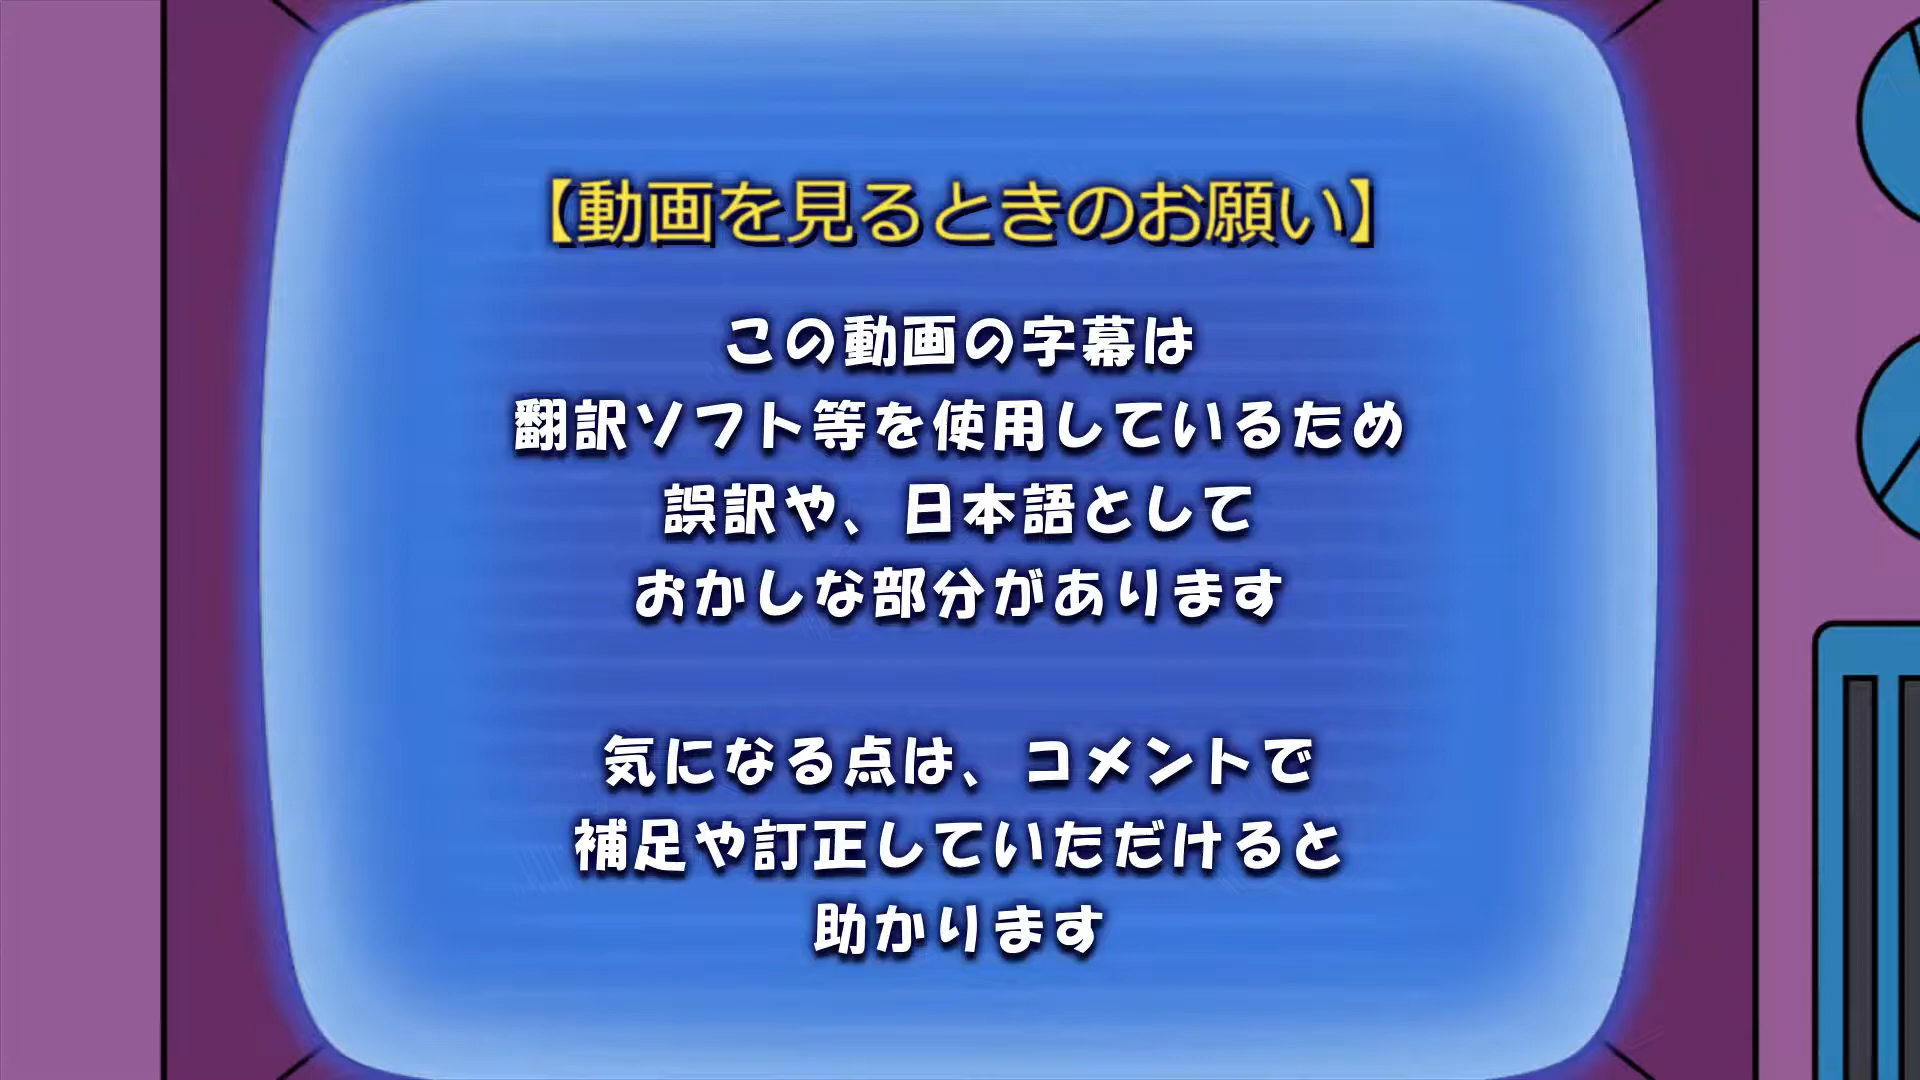 【動画を見るときのお願い】
この動画の字幕は
翻訳ソフト等を使用しているため
誤訳や、日本語として
おかしな部分があります
気になる点は、コメントで
補足や訂正していただけると
助かります